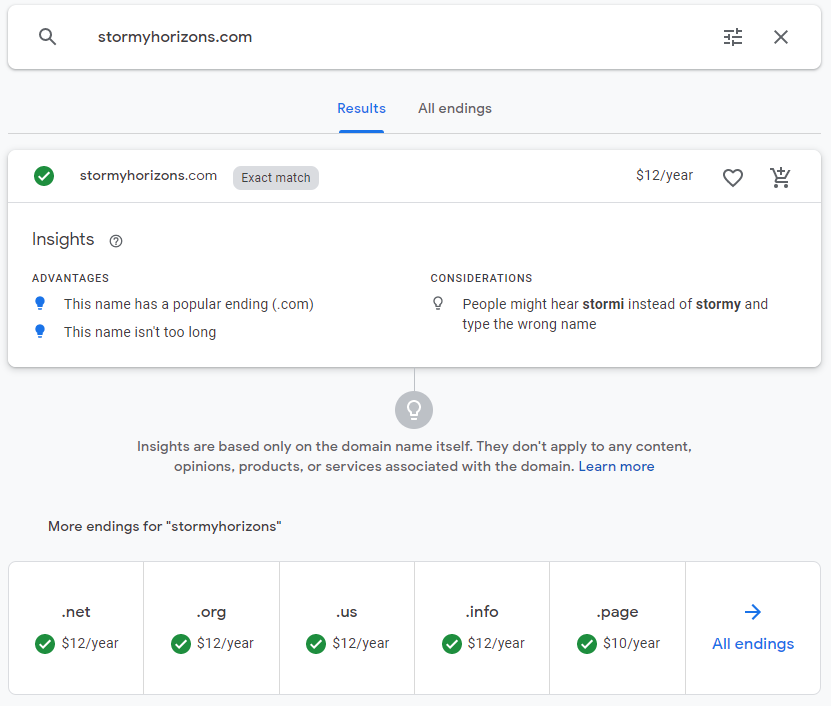 stormyhorizons.com
Results All endings
stormyhorizons.com Exact match $12/year
Insights
ADVANTAGES
This name has a popular ending (.com)
This name isn't too long
CONSIDERATIONS
People might hear stormi instead of stormy and
type the wrong name
Insights are based only on the domain name itself. They don't apply to any content,
opinions, products, or services associated with the domain. Learn more
More endings for "stormyhorizons"
.net
$12/year
.org
$12/year
.us
$12/year
.info
$12/year
.page
$10/year
All endings